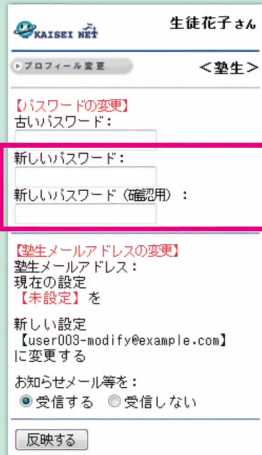 KAISEI NET
生徒花子さん
プロフィール変更
＜塾生＞
【パスワードの変更】
古いパスワード：
新しいパスワード：
新しいパスワード（確認用）：
【塾生メールアドレスの変更】
塾生メールアドレス：
現在の設定
【未設定】を
新しい設定
【user003-modify@example.com】
に変更する
お知らせメール等を：
受信する 受信しない
反映する